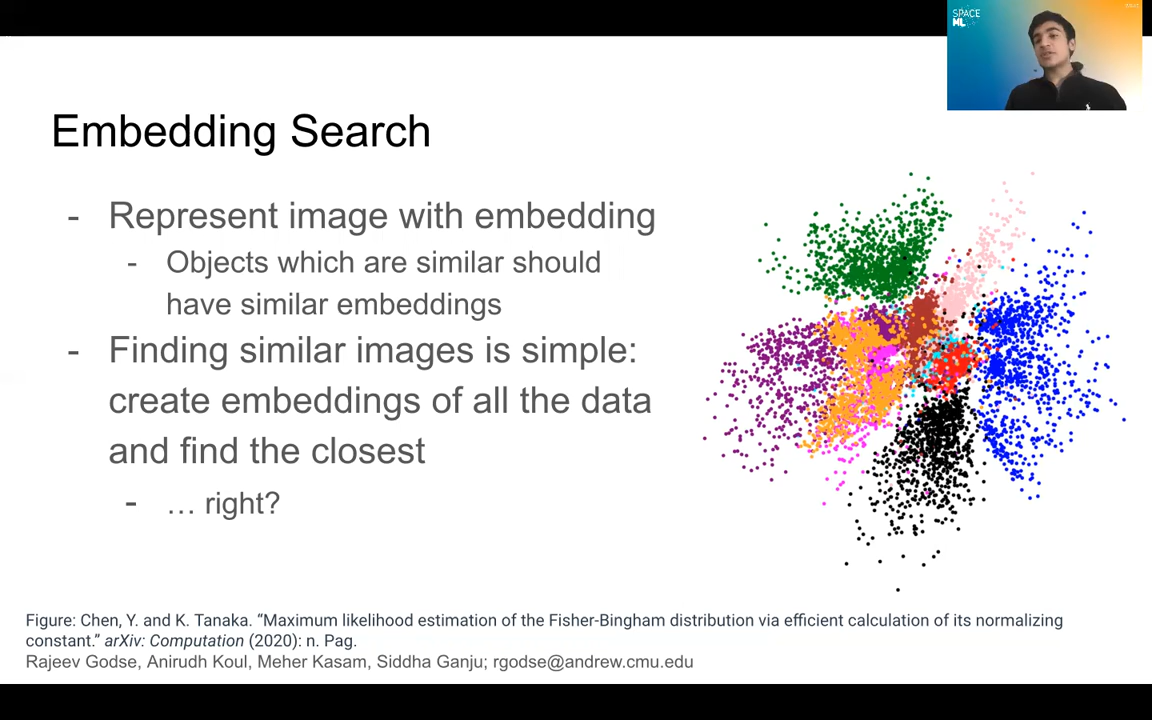 SPACE
ML
Embedding Search
- Represent image with embedding
- Objects which are similar should
have similar embeddings
- Finding similar images is simple:
create embeddings of all the data
and find the closest
- … right?
Figure: Chen, Y. and K. Tanaka. “Maximum likelihood estimation of the Fisher-Bingham distribution via efficient calculation of its normalizing
constant.” arXiv: Computation (2020): n. Pag.
Rajeev Godse, Anirudh Koul, Meher Kasam, Siddha Ganju; rgodse@andrew.cmu.edu